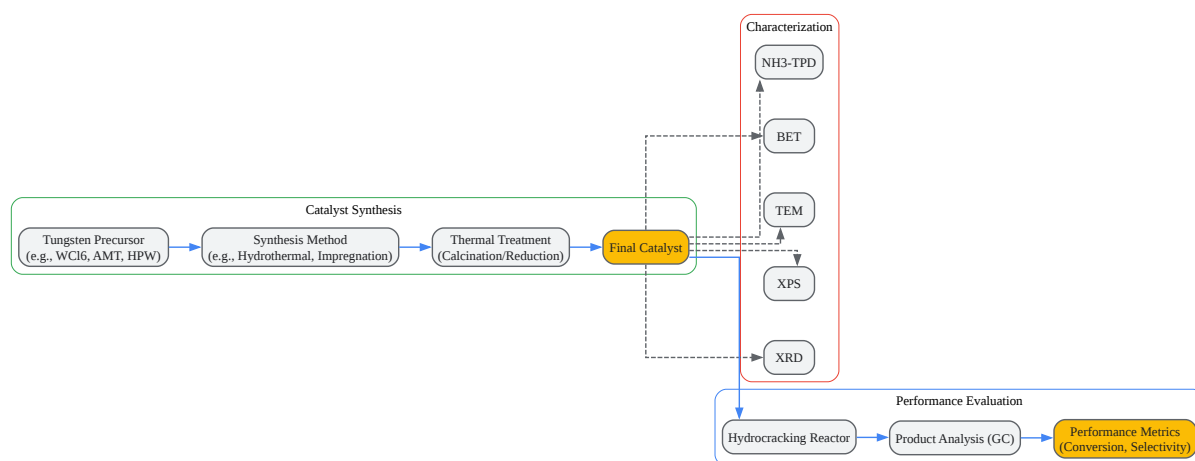 Characterization
NH3-TPD
BET
TEM
XPS
XRD
Catalyst Synthesis
Tungsten Precursor
(e.g., WCl6, AMT, HPW)
Synthesis Method
(e.g., Hydrothermal, Impregnation)
Thermal Treatment
(Calcination/Reduction)
Final Catalyst
Performance Evaluation
Hydrocracking Reactor
Product Analysis (GC)
Performance Metrics
(Conversion, Selectivity)